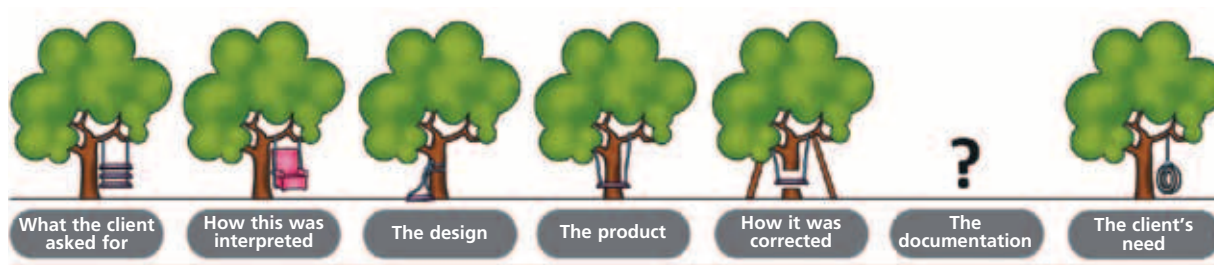 What the client
asked for
How this was
interpreted
The design
The product
How it was
corrected
?
The
documentation
The client's
need